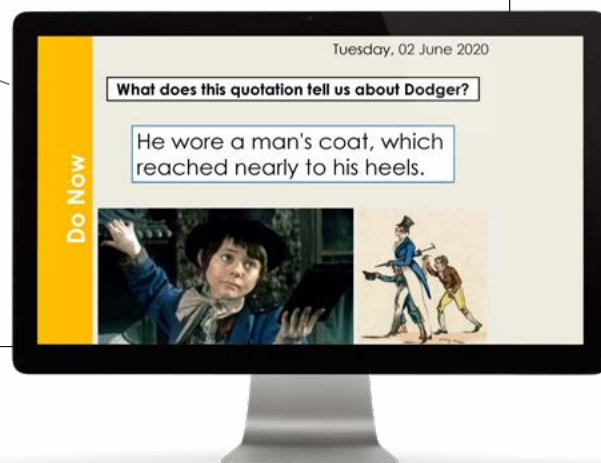 Tuesday, 02 June 2020
What does this quotation tell us about Dodger?
He wore a man's coat, which
reached nearly to his heels.
Do Now